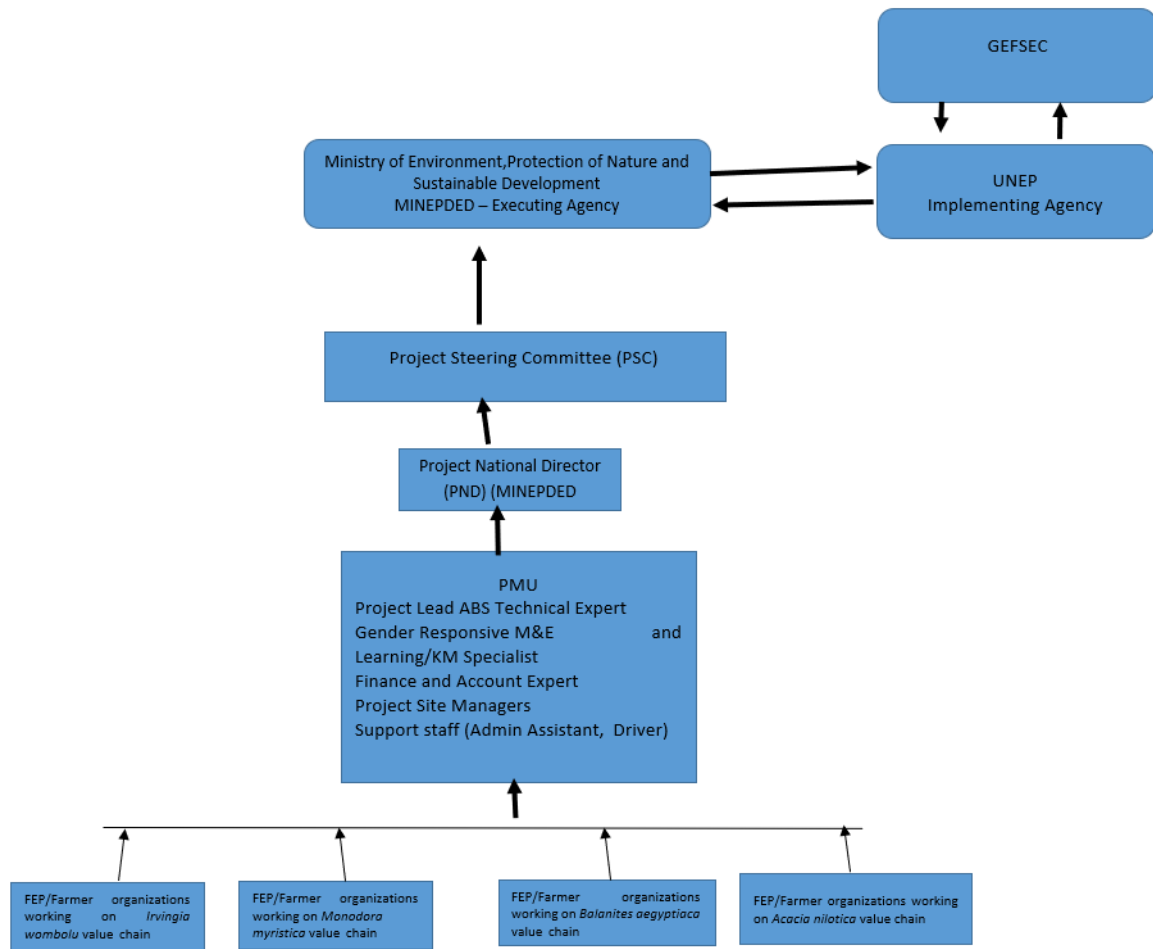 GEFSEC
Ministry of Environment,Protection of Nature and
Sustainable Development
MINEPDED – Executing Agency
UNEP
Implementing Agency
Project Steering Committee (PSC)
Project National Director
(PND) (MINEPDED
PMU
Project Lead ABS Technical Expert
Gender Responsive M&E and
Learning/KM Specialist
Finance and Account Expert
Project Site Managers
Support staff (Admin Assistant, Driver)
FEP/Farmer organizations
working on Irvingia
wombolu value chain
FEP/Farmer organizations
working on Monodora
myristica value chain
FEP/Farmer organizations
working on Balanites aegyptiaca
value chain
FEP/Farmer organizations working
on Acacia nilotica value chain